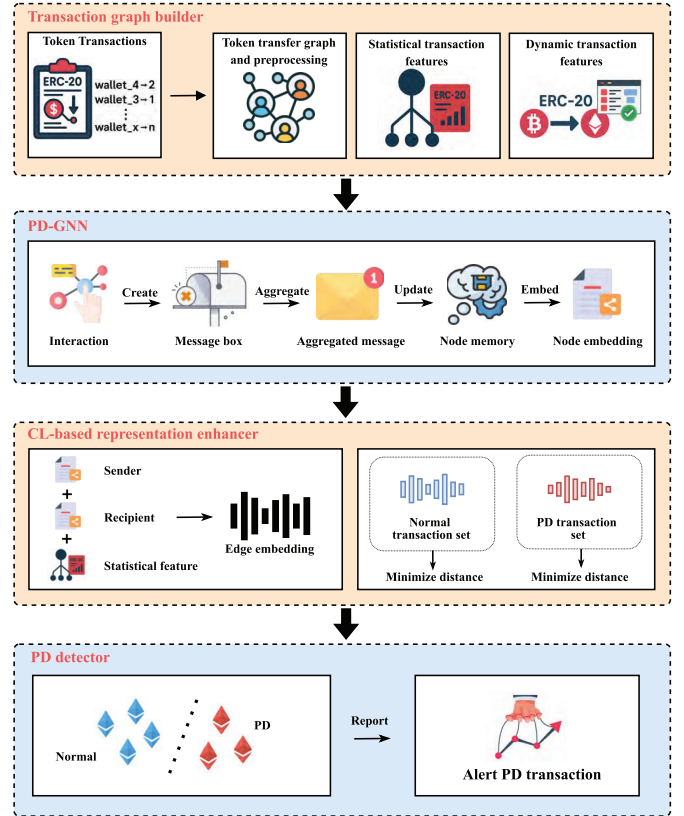 Transaction graph builder
Token Transactions
ERC-20
wallet_4→2
wallet_3→1
wallet_x→n
Token transfer graph
and preprocessing
Statistical transaction
features
ERC-20
Dynamic transaction
features
ERC-20
PD-GNN
Create
Aggregate
1
Update
Embed
Interaction
Message box
Aggregated message
Node memory
Node embedding
CL-based representation enhancer
Sender
+
Recipient
+
Statistical feature
Edge embedding
Normal
transaction set
PD transaction
set
Minimize distance
Minimize distance
PD detector
Normal
PD
Report
Alert PD transaction